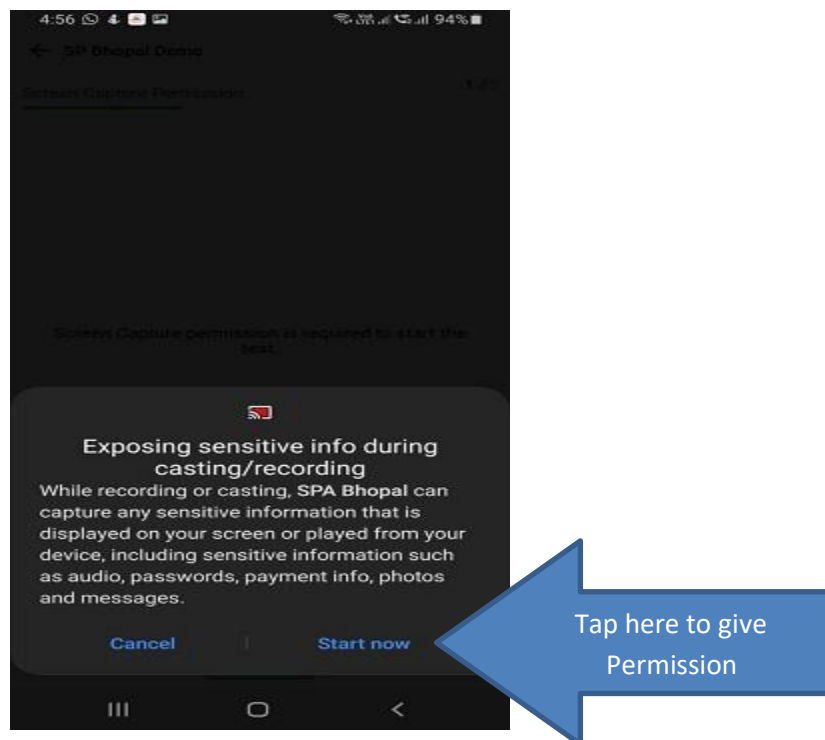 4:56
94%
SP Bhopal Demo
Screen Capture Permission
Screen Capture permission is required to start the
test.
Exposing sensitive info during
casting/recording
While recording or casting, SPA Bhopal can
capture any sensitive information that is
displayed on your screen or played from your
device, including sensitive information such
as audio, passwords, payment info, photos
and messages.
Cancel
Start now
Tap here to give
Permission